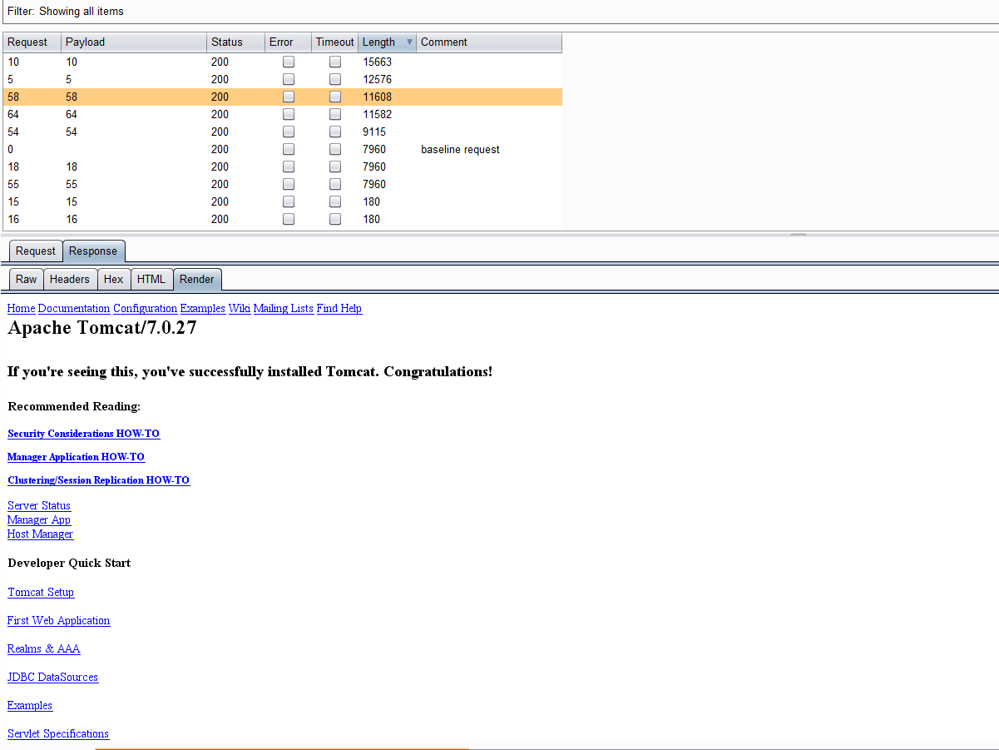 Filter: Showing all items
Request Payload Status Error Timeout Length Comment
10 10 200 15663
5 5 200 12576
58 58 200 11608
64 64 200 11582
54 54 200 9115
0 200 7960 baseline request
18 18 200 7960
55 55 200 7960
15 15 200 180
16 16 200 180
Request Response
Raw Headers Hex HTML Render
Home Documentation Configuration Examples Wiki Mailing Lists Find Help
Apache Tomcat/7.0.27
If you're seeing this, you've successfully installed Tomcat. Congratulations!
Recommended Reading:
Security Considerations HOW-TO
Manager Application HOW-TO
Clustering/Session Replication HOW-TO
Server Status
Manager App
Host Manager
Developer Quick Start
Tomcat Setup
First Web Application
Realms & AAA
JDBC DataSources
Examples
Servlet Specifications